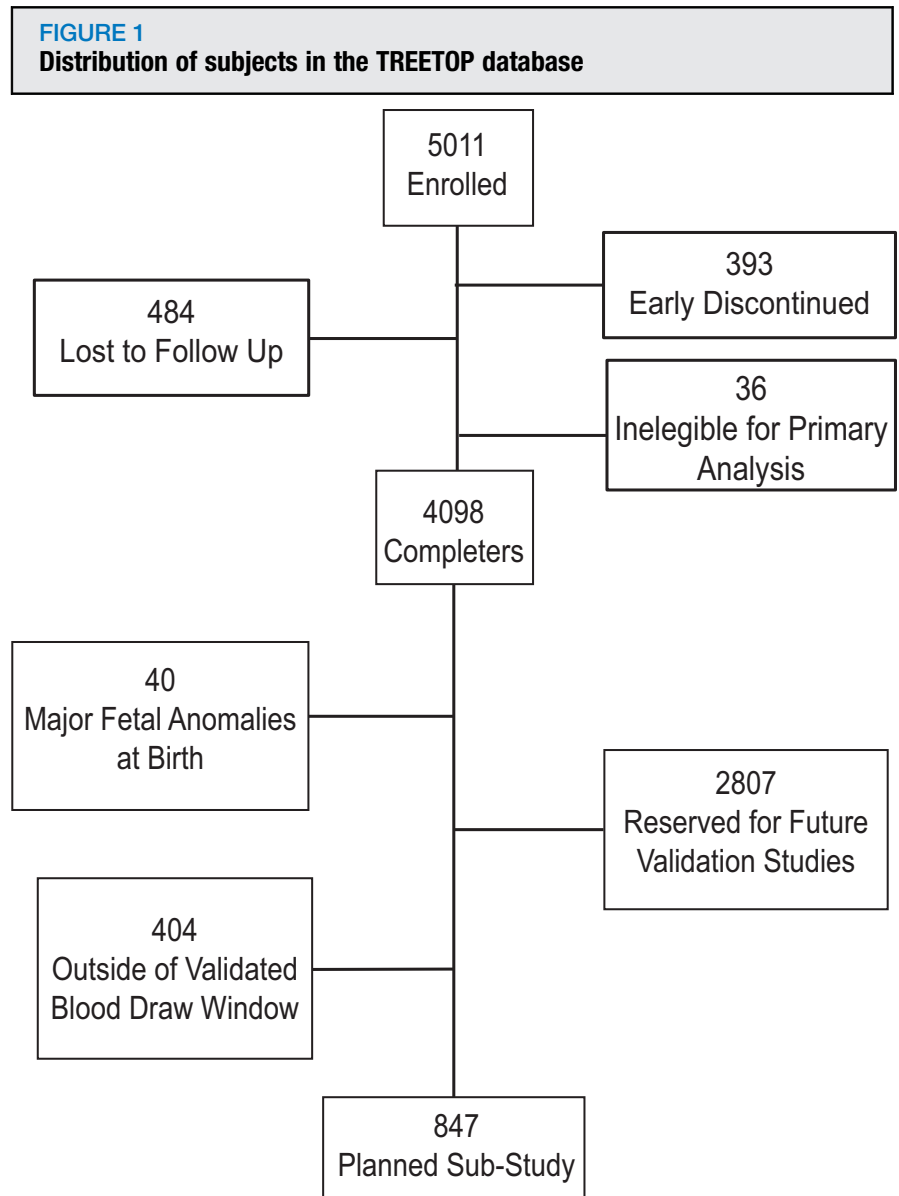 FIGURE 1
Distribution of subjects in the TREETOP database
5011
Enrolled
393
Early Discontinued
484
Lost to Follow Up
36
Inelegible for Primary
Analysis
4098
Completers
40
Major Fetal Anomalies
at Birth
2807
Reserved for Future
Validation Studies
404
Outside of Validated
Blood Draw Window
847
Planned Sub-Study